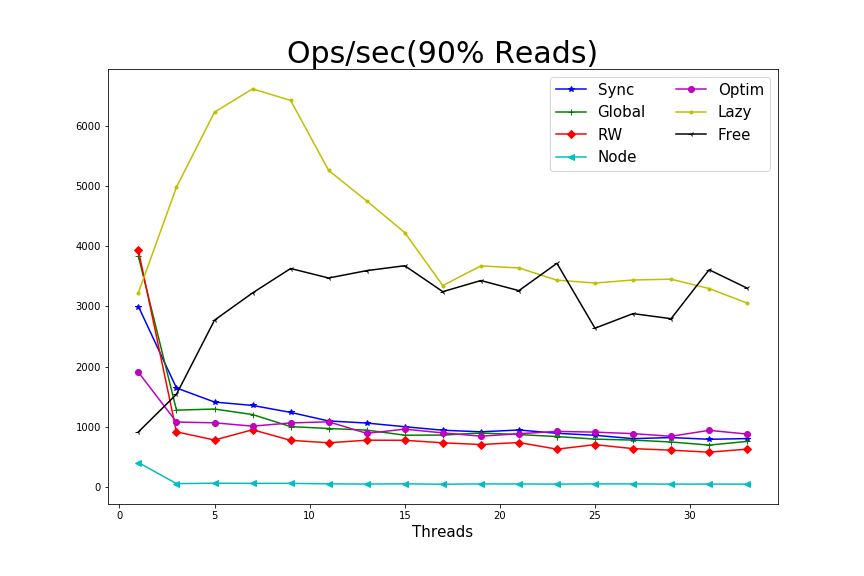 Ops/sec(90% Reads)
Sync
Global
RW
Node
Optim
Lazy
Free
6000
5000
4000
3000
2000
1000
0
0 5 10 15 20 25 30
Threads